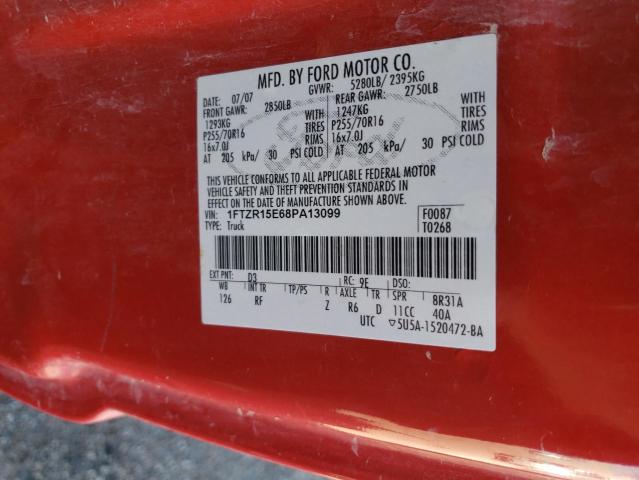 MFD. BY FORD MOTOR CO.
DATE: 07/07 GVWR: 5280LB/ 2395KG
FRONT GAWR: 2850LB REAR GAWR: 2750LB
1293KG WITH 1247KG WITH
P255/70R16 TIRES P255/70R16 TIRES
16x7.0J RIMS 16x7.0J RIMS
AT 205 kPa/ 30 PSI COLD AT 205 kPa/ 30 PSI COLD
THIS VEHICLE CONFORMS TO ALL APPLICABLE FEDERAL MOTOR
VEHICLE SAFETY AND THEFT PREVENTION STANDARDS IN
EFFECT ON THE DATE OF MANUFACTURE SHOWN ABOVE.
VIN: 1FTZR15E68PA13099 F0087
TYPE: Truck T0268
EXT PNT: D3 RC: 9E DSO:
WB INT TR TP/PS R AXLE TR SPR 8R31A
126 RF Z R6 D 11CC 40A
UTC ▽5U5A-1520472-BA